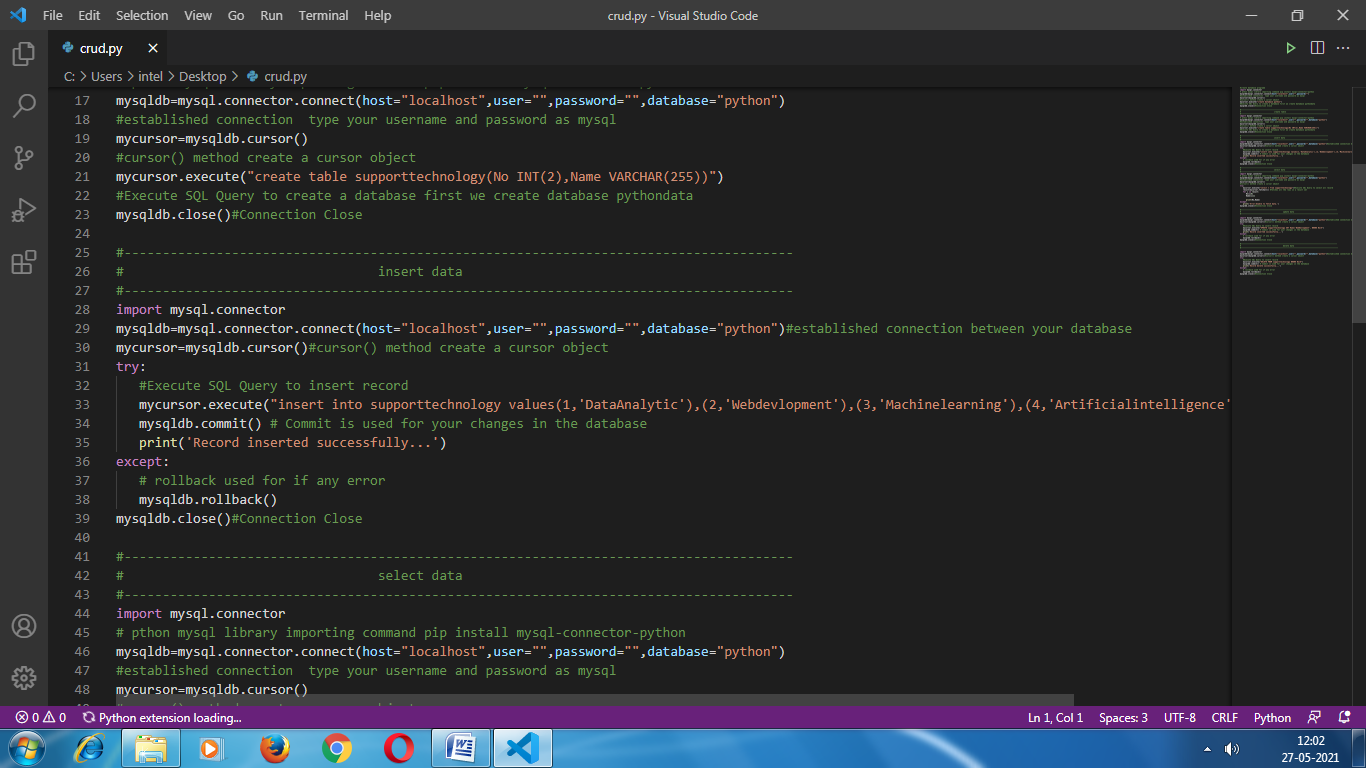 File Edit Selection View Go Run Terminal Help crud.py - Visual Studio Code
crud.py
C: > Users > intel > Desktop > crud.py
17 mysqldb=mysql.connector.connect(host="localhost",user="",password="",database="python")
18 #established connection  type your username and password as mysql
19 mycursor=mysqldb.cursor()
20 #cursor() method create a cursor object
21 mycursor.execute("create table supporttechnology(No INT(2),Name VARCHAR(255))")
22 #Execute SQL Query to create a database first we create database pythondata
23 mysqldb.close()#Connection Close
24
25 #---------------------------------------------------------------------------------------
26 #                                 insert data
27 #---------------------------------------------------------------------------------------
28 import mysql.connector
29 mysqldb=mysql.connector.connect(host="localhost",user="",password="",database="python")#established connection between your database
30 mycursor=mysqldb.cursor()#cursor() method create a cursor object
31 try:
32    #Execute SQL Query to insert record
33    mycursor.execute("insert into supporttechnology values(1,'DataAnalytic'),(2,'Webdevlopment'),(3,'Machinelearning'),(4,'Artificialintelligence'
34    mysqldb.commit() # Commit is used for your changes in the database
35    print('Record inserted successfully...')
36 except:
37    # rollback used for if any error
38    mysqldb.rollback()
39 mysqldb.close()#Connection Close
40
41 #---------------------------------------------------------------------------------------
42 #                                 select data
43 #---------------------------------------------------------------------------------------
44 import mysql.connector
45 # pthon mysql library importing command pip install mysql-connector-python
46 mysqldb=mysql.connector.connect(host="localhost",user="",password="",database="python")
47 #established connection  type your username and password as mysql
48 mycursor=mysqldb.cursor()
0 0 Python extension loading... Ln 1, Col 1 Spaces: 3 UTF-8 CRLF Python
12:02
27-05-2021